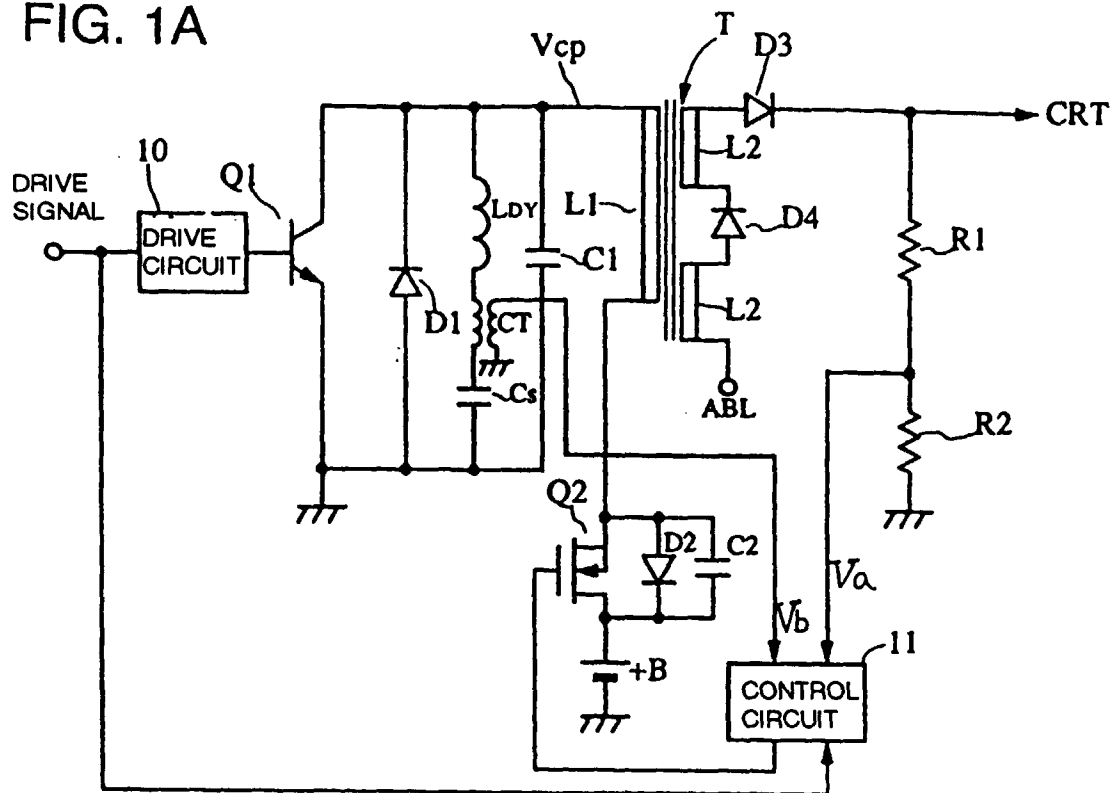 FIG. 1A
T
D3
Vcp
CRT
10
Q1
L2
DRIVE
SIGNAL
LDY
L1
D4
DRIVE
CIRCUIT
C1
R1
D1
CT
L2
Cs
ABL
R2
Q2
D2
C2
Va
Vb
11
+B
CONTROL
CIRCUIT